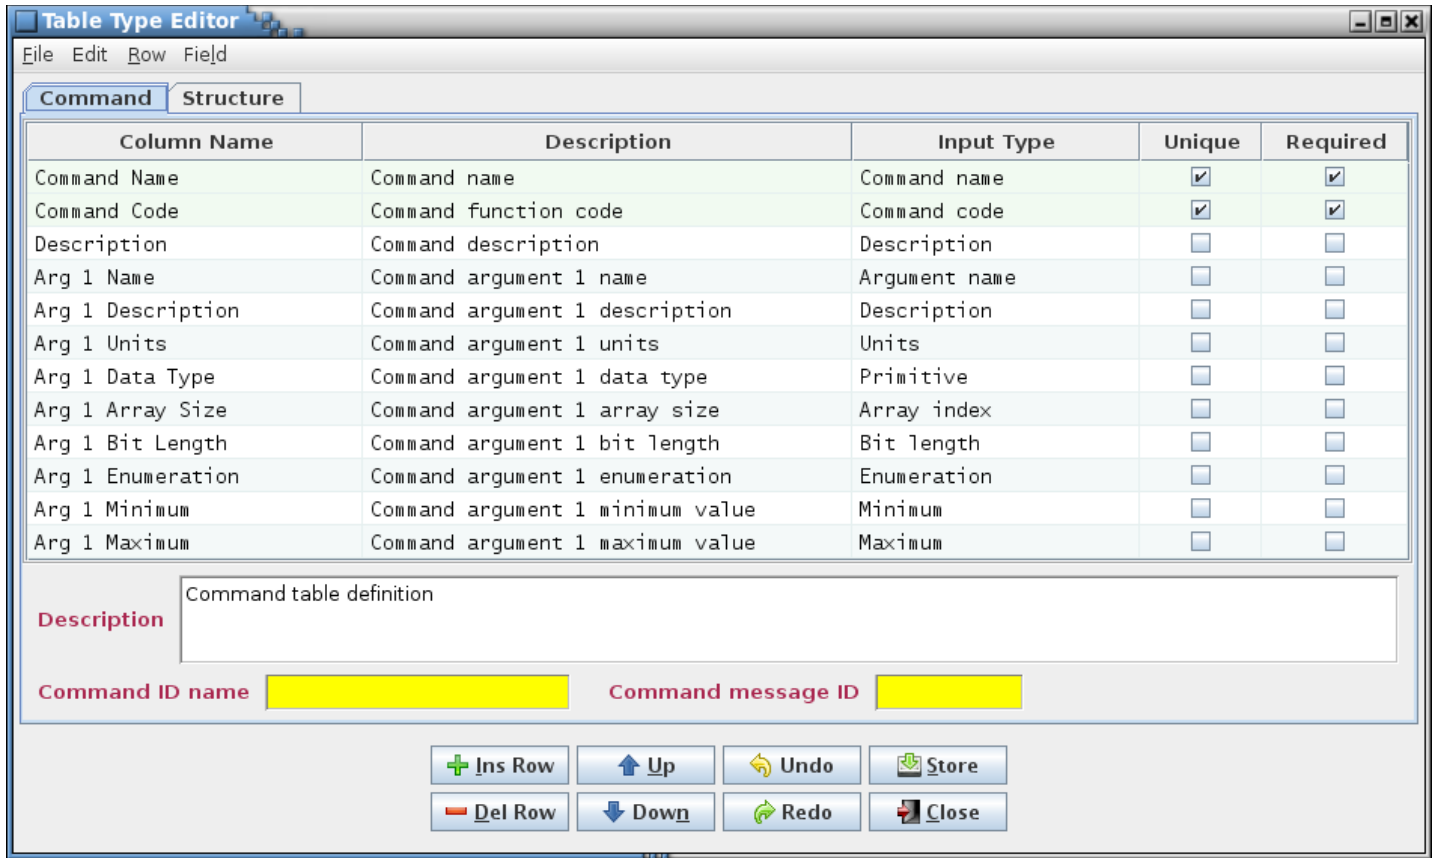 Table Type Editor
File Edit Row Field
Command Structure
Column Name Description Input Type Unique Required
Command Name Command name Command name
Command Code Command function code Command code
Description Command description Description
Arg 1 Name Command argument 1 name Argument name
Arg 1 Description Command argument 1 description Description
Arg 1 Units Command argument 1 units Units
Arg 1 Data Type Command argument 1 data type Primitive
Arg 1 Array Size Command argument 1 array size Array index
Arg 1 Bit Length Command argument 1 bit length Bit length
Arg 1 Enumeration Command argument 1 enumeration Enumeration
Arg 1 Minimum Command argument 1 minimum value Minimum
Arg 1 Maximum Command argument 1 maximum value Maximum
Description Command table definition
Command ID name Command message ID
Ins Row Up Undo Store
Del Row Down Redo Close